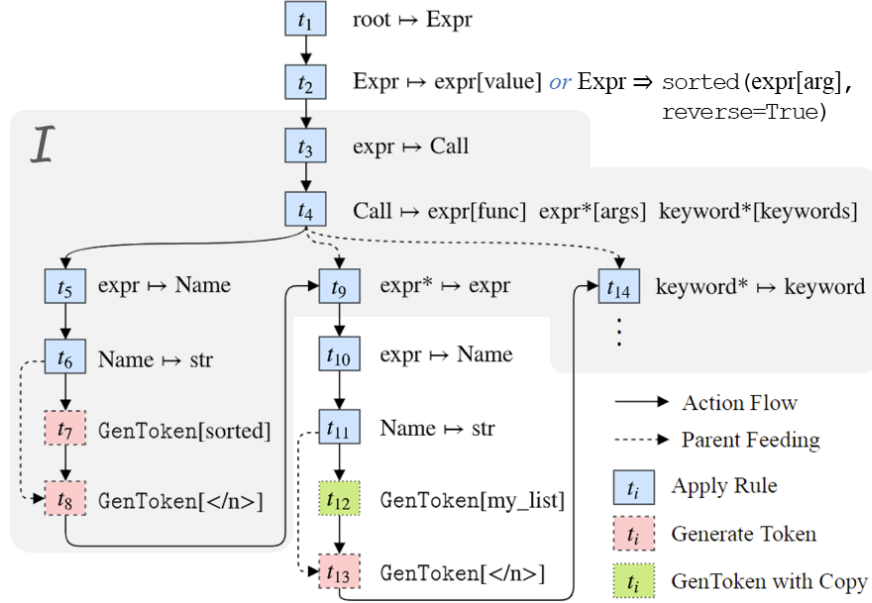 t1 root ↦ Expr
t2 Expr ↦ expr[value] or Expr ⇒ sorted(expr[arg],
reverse=True)
I
t3 expr ↦ Call
t4 Call ↦ expr[func] expr*[args] keyword*[keywords]
t5 expr ↦ Name
t9 expr* ↦ expr
t14 keyword* ↦ keyword
t6 Name ↦ str
t10 expr ↦ Name
t7 GenToken[sorted]
t11 Name ↦ str
t8 GenToken[</n>]
t12 GenToken[my_list]
t13 GenToken[</n>]
Action Flow
Parent Feeding
ti Apply Rule
ti Generate Token
ti GenToken with Copy